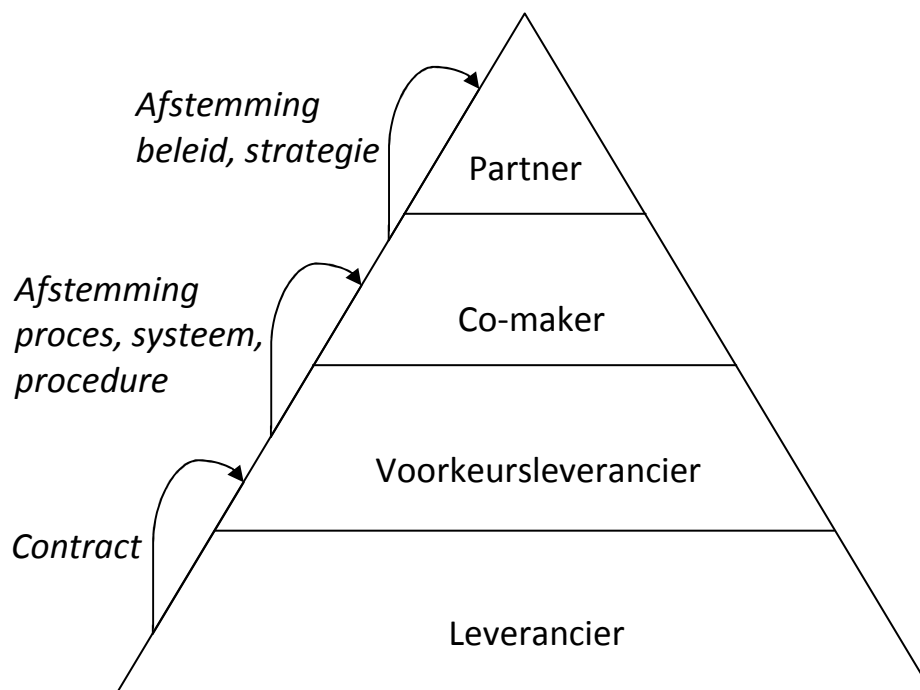 Afstemming
beleid, strategie
Partner
Afstemming
proces, systeem,
procedure
Co-maker
Voorkeursleverancier
Contract
Leverancier